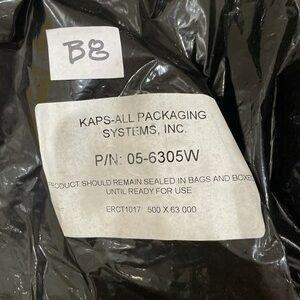 B8
KAPS-ALL PACKAGING
SYSTEMS, INC.
P/N: 05-6305W
PRODUCT SHOULD REMAIN SEALED IN BAGS AND BOXES
UNTIL READY FOR USE
ERCT1017 500 X 63.000